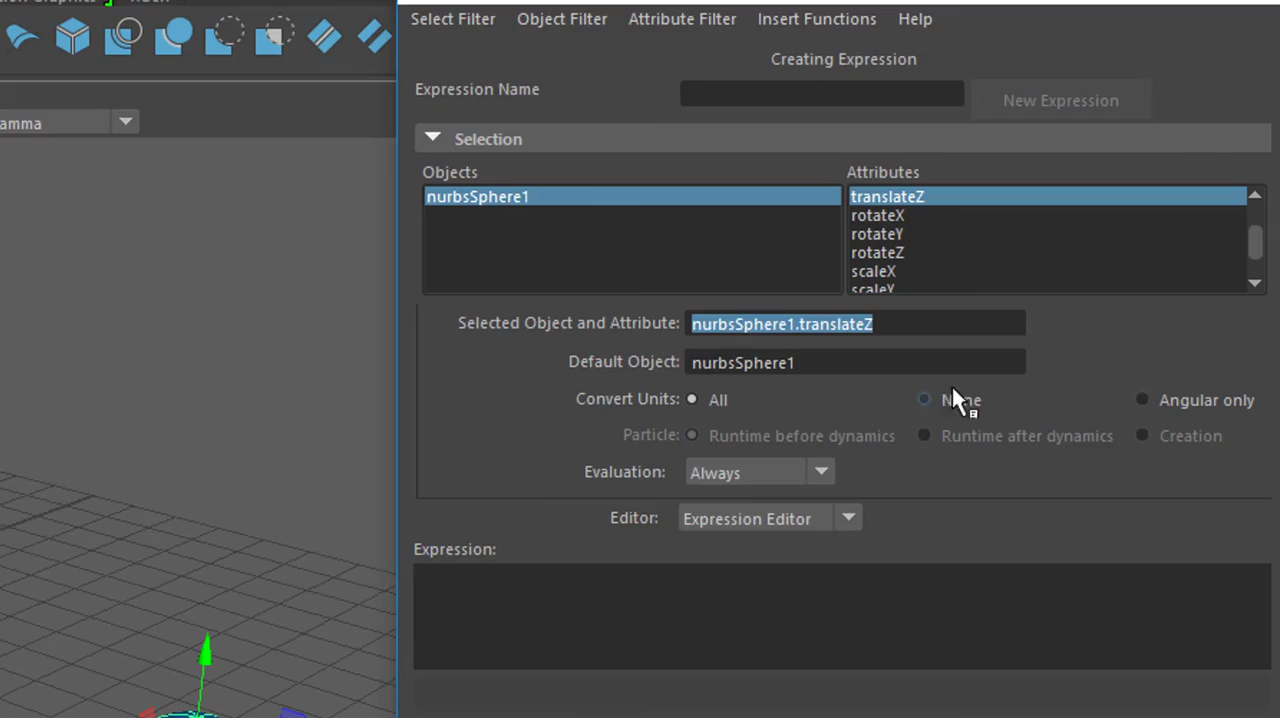 Select Filter Object Filter Attribute Filter Insert Functions Help
Creating Expression
Expression Name
New Expression
amma
Selection
Objects Attributes
nurbsSphere1 translateZ
rotateX
rotateY
rotateZ
scaleX
scaleY
Selected Object and Attribute: nurbsSphere1.translateZ
Default Object: nurbsSphere1
Convert Units: All None Angular only
Particle: Runtime before dynamics Runtime after dynamics Creation
Evaluation: Always
Editor: Expression Editor
Expression: